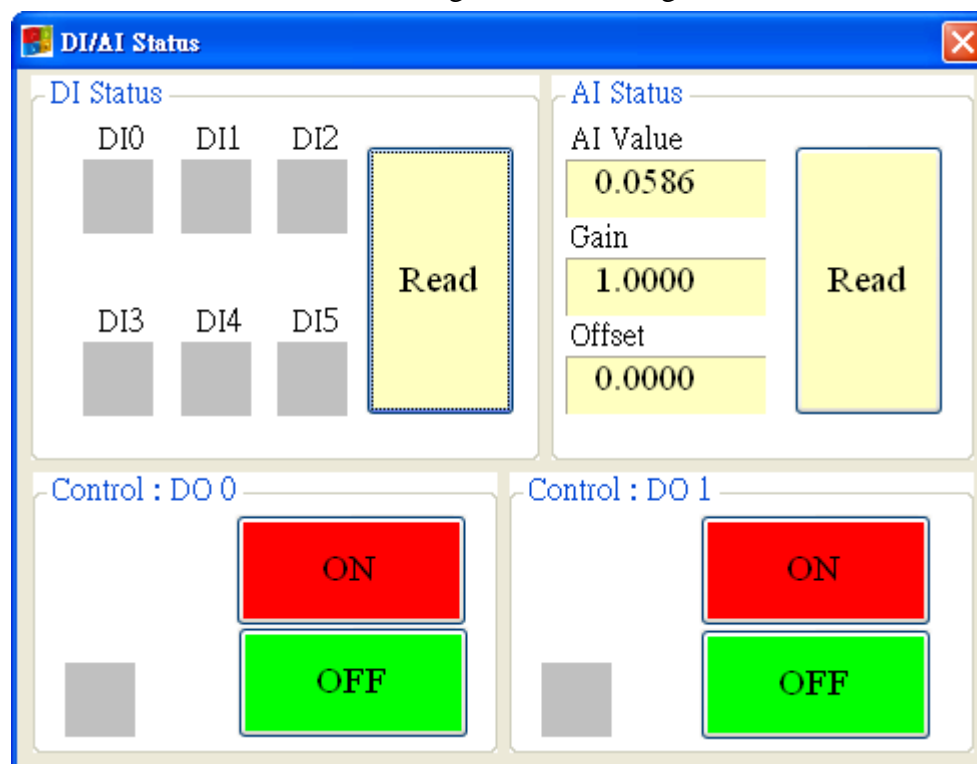 DI/AI Status
DI Status
DI0 DI1 DI2
Read
DI3 DI4 DI5
AI Status
AI Value
0.0586
Gain
1.0000
Offset
0.0000
Read
Control : DO 0
ON
OFF
Control : DO 1
ON
OFF